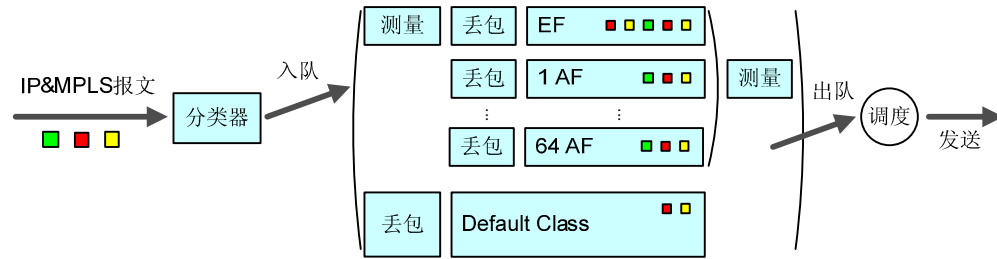 测量 丢包 EF
IP&MPLS报文 入队 丢包 1 AF 测量 出队
分类器 ... ... 调度
丢包 64 AF 发送
丢包 Default Class